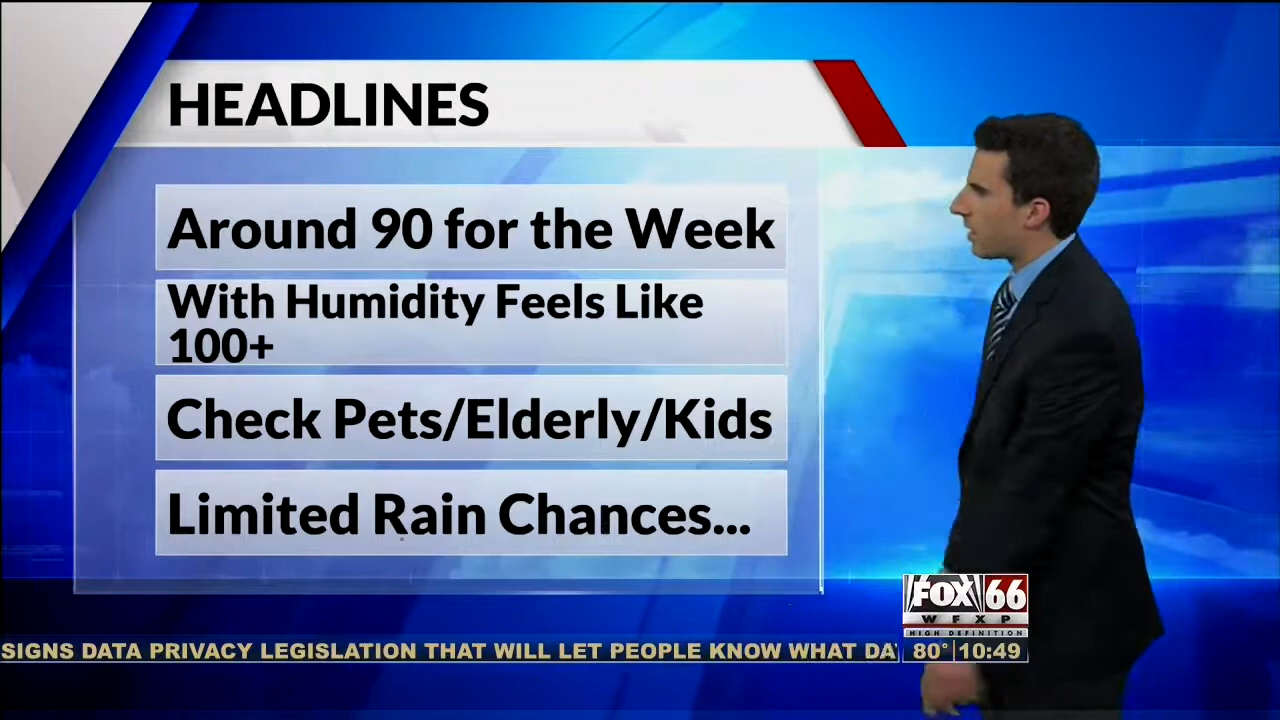 HEADLINES
Around 90 for the Week
With Humidity Feels Like
100+
Check Pets/Elderly/Kids
Limited Rain Chances...
FOX 66
WFXP
HIGH DEFINITION
SIGNS DATA PRIVACY LEGISLATION THAT WILL LET PEOPLE KNOW WHAT DA
80° 10:49